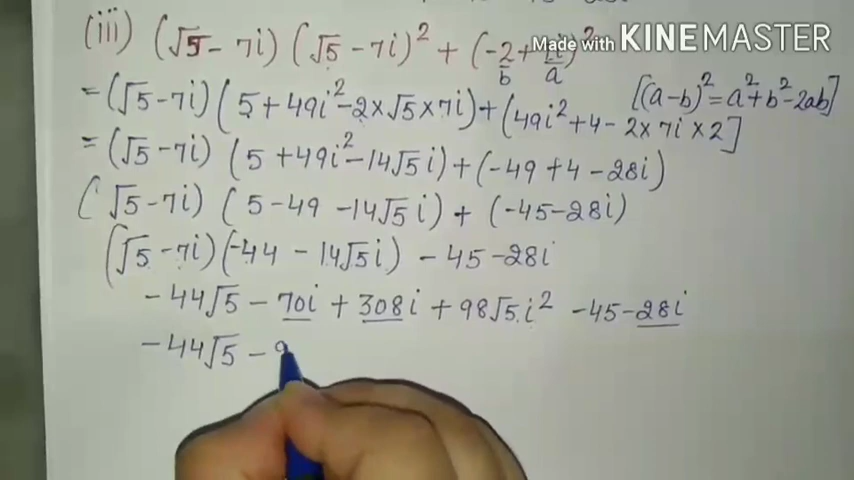 (iii) (√5 - 7i) (√5 - 7i)² + (-2 + 7i)²
Made with KINEMASTER
b a
= (√5 - 7i) (5 + 49i² - 2×√5×7i) + (49i² + 4 - 2×7i×2]
[(a-b)² = a² + b² - 2ab]
= (√5 - 7i) (5 + 49i² - 14√5 i) + (-49 + 4 - 28i)
(√5 - 7i) (5 - 49 - 14√5 i) + (-45 - 28i)
(√5 - 7i) (-44 - 14√5 i) - 45 - 28i
- 44√5 - 70i + 308i + 98√5 i² - 45 - 28i
- 44√5 - 9